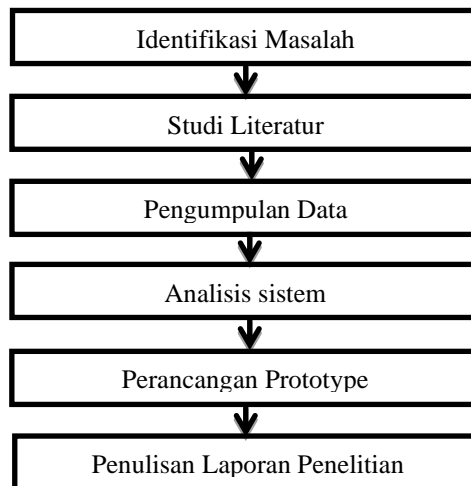 Identifikasi Masalah
Studi Literatur
Pengumpulan Data
Analisis sistem
Perancangan Prototype
Penulisan Laporan Penelitian